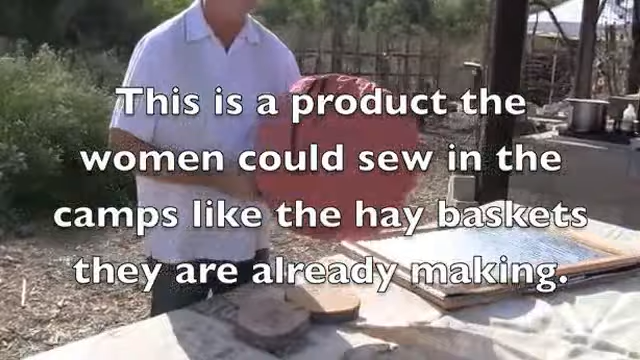 This is a product the
women could sew in the
camps like the hay baskets
they are already making.